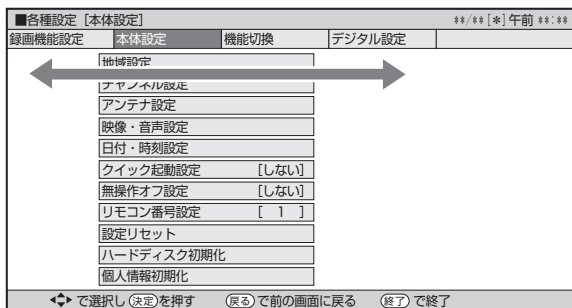 ■各種設定［本体設定］ **/**[*]午前 **:**
録画機能設定 本体設定 機能切換 デジタル設定
地域設定
チャンネル設定
アンテナ設定
映像・音声設定
日付・時刻設定
クイック起動設定 [しない]
無操作オフ設定 [しない]
リモコン番号設定 [ 1 ]
設定リセット
ハードディスク初期化
個人情報初期化
で選択し 決定 を押す 戻る で前の画面に戻る 終了 で終了